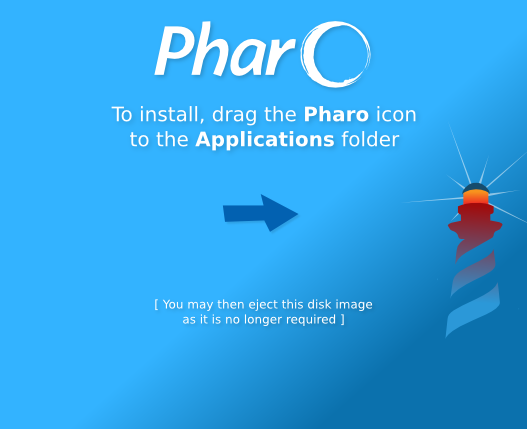 Pharo
To install, drag the Pharo icon
to the Applications folder
[ You may then eject this disk image
as it is no longer required ]